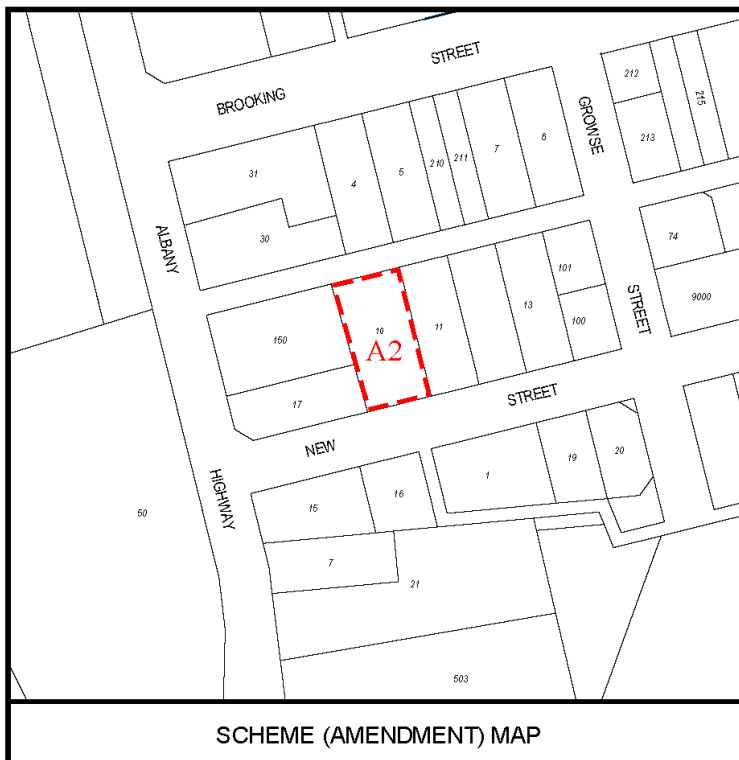 STREET
BROOKING
212
213
215
GROWSE
31
4
5
210
211
7
8
ALBANY
30
74
9000
101
100
150
10
11
13
A2
17
STREET
STREET
NEW
HIGHWAY
50
15
16
1
19
20
7
21
503
SCHEME (AMENDMENT) MAP